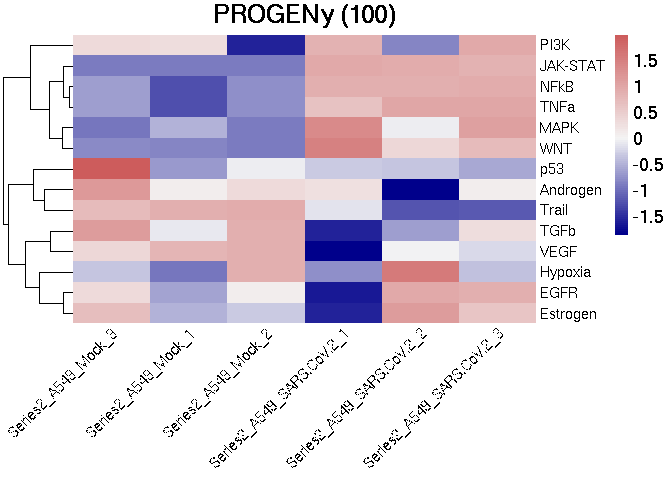 PROGENy (100)
PI3K
JAK-STAT
NFkB
TNFa
MAPK
WNT
p53
Androgen
Trail
TGFb
VEGF
Hypoxia
EGFR
Estrogen
1.5
1
0.5
0
-0.5
-1
-1.5
Series2_A549_Mock_3
Series2_A549_Mock_1
Series2_A549_Mock_2
Series2_A549_SARS.CoV.2_1
Series2_A549_SARS.CoV.2_2
Series2_A549_SARS.CoV.2_3